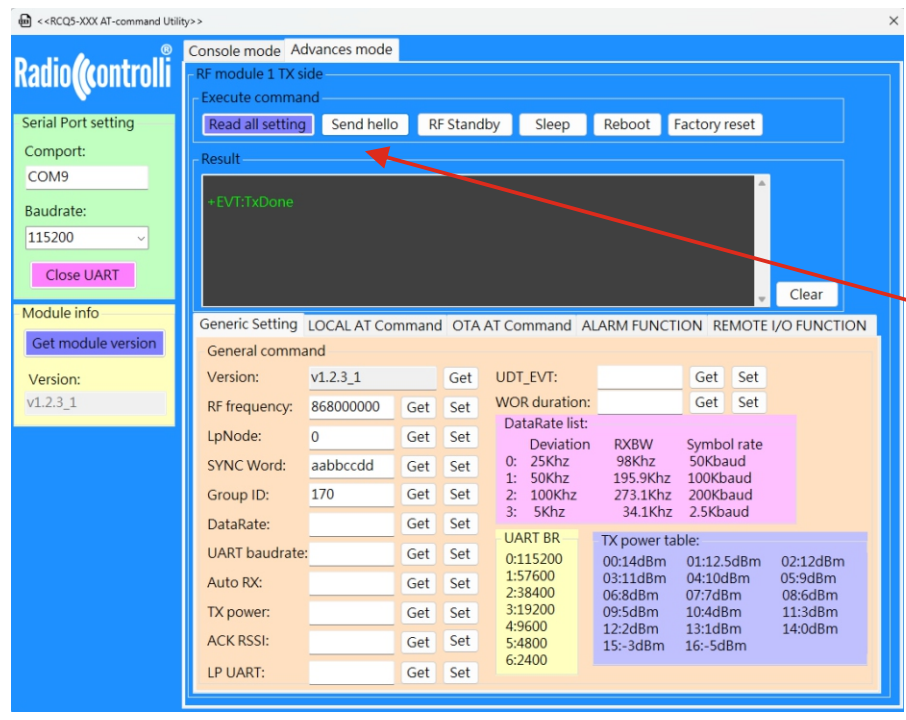 <<RCQ5-XXX AT-command Utility>>
Radiocontrolli®
Serial Port setting
Comport:
COM9
Baudrate:
115200
Close UART
Module info
Get module version
Version:
v1.2.3_1
Console mode Advances mode
RF module 1 TX side
Execute command
Read all setting Send hello RF Standby Sleep Reboot Factory reset
Result
+EVT:TxDone
Clear
Generic Setting LOCAL AT Command OTA AT Command ALARM FUNCTION REMOTE I/O FUNCTION
General command
Version: v1.2.3_1 Get
RF frequency: 868000000 Get Set
LpNode: 0 Get Set
SYNC Word: aabbccdd Get Set
Group ID: 170 Get Set
DataRate: Get Set
UART baudrate: Get Set
Auto RX: Get Set
TX power: Get Set
ACK RSSI: Get Set
LP UART: Get Set
UDT_EVT: Get Set
WOR duration: Get Set
DataRate list:
Deviation RXBW Symbol rate
0: 25Khz 98Khz 50Kbaud
1: 50Khz 195.9Khz 100Kbaud
2: 100Khz 273.1Khz 200Kbaud
3: 5Khz 34.1Khz 2.5Kbaud
UART BR
0:115200
1:57600
2:38400
3:19200
4:9600
5:4800
6:2400
TX power table:
00:14dBm 01:12.5dBm 02:12dBm
03:11dBm 04:10dBm 05:9dBm
06:8dBm 07:7dBm 08:6dBm
09:5dBm 10:4dBm 11:3dBm
12:2dBm 13:1dBm 14:0dBm
15:-3dBm 16:-5dBm